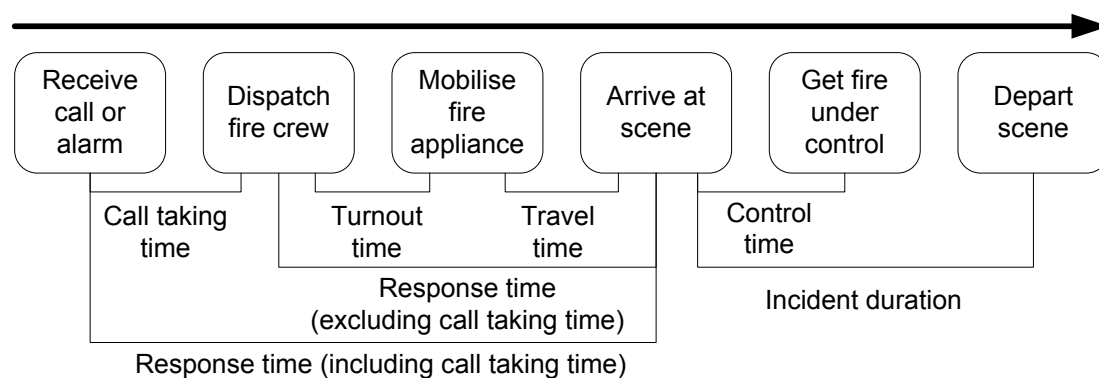 Receive
call or
alarm
Dispatch
fire crew
Mobilise
fire
appliance
Arrive at
scene
Get fire
under
control
Depart
scene
Call taking
time
Turnout
time
Travel
time
Control
time
Response time
(excluding call taking time)
Incident duration
Response time (including call taking time)